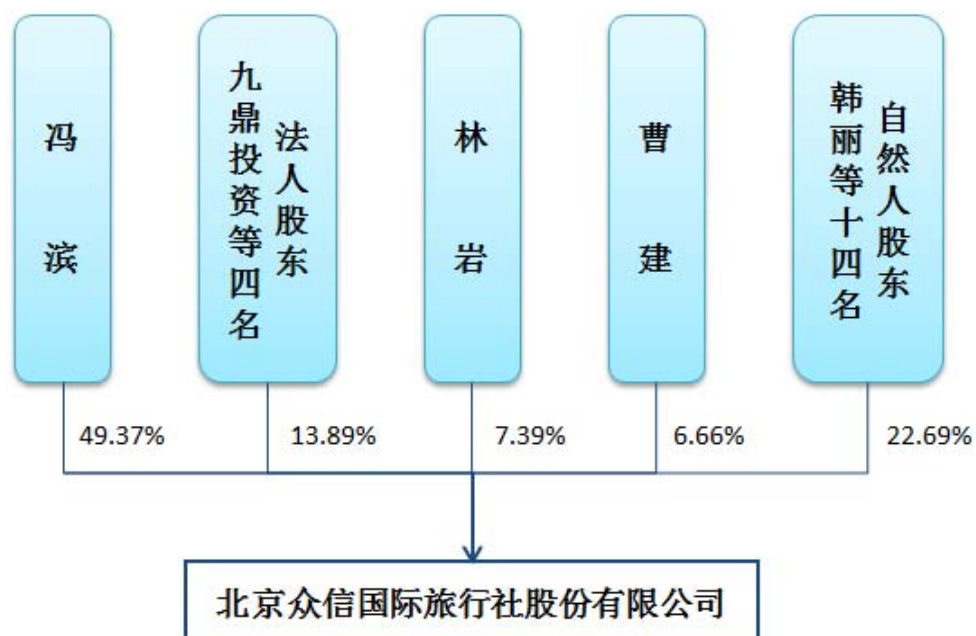 冯滨
九鼎投资等四名
法人股东
林岩
曹建
韩丽等十四名
自然人股东
49.37%
13.89%
7.39%
6.66%
22.69%
北京众信国际旅行社股份有限公司